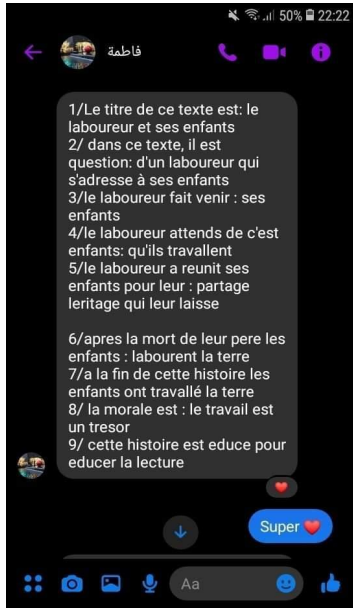 50% 22:22
فاطمة
1/Le titre de ce texte est: le
laboureur et ses enfants
2/ dans ce texte, il est
question: d'un laboureur qui
s'adresse à ses enfants
3/le laboureur fait venir : ses
enfants
4/le laboureur attends de c'est
enfants: qu'ils travallent
5/le laboureur a reunit ses
enfants pour leur : partage
leritage qui leur laisse
6/apres la mort de leur pere les
enfants : labourent la terre
7/a la fin de cette histoire les
enfants ont travallé la terre
8/ la morale est : le travail est
un tresor
9/ cette histoire est educe pour
educer la lecture
Super ❤️
Aa